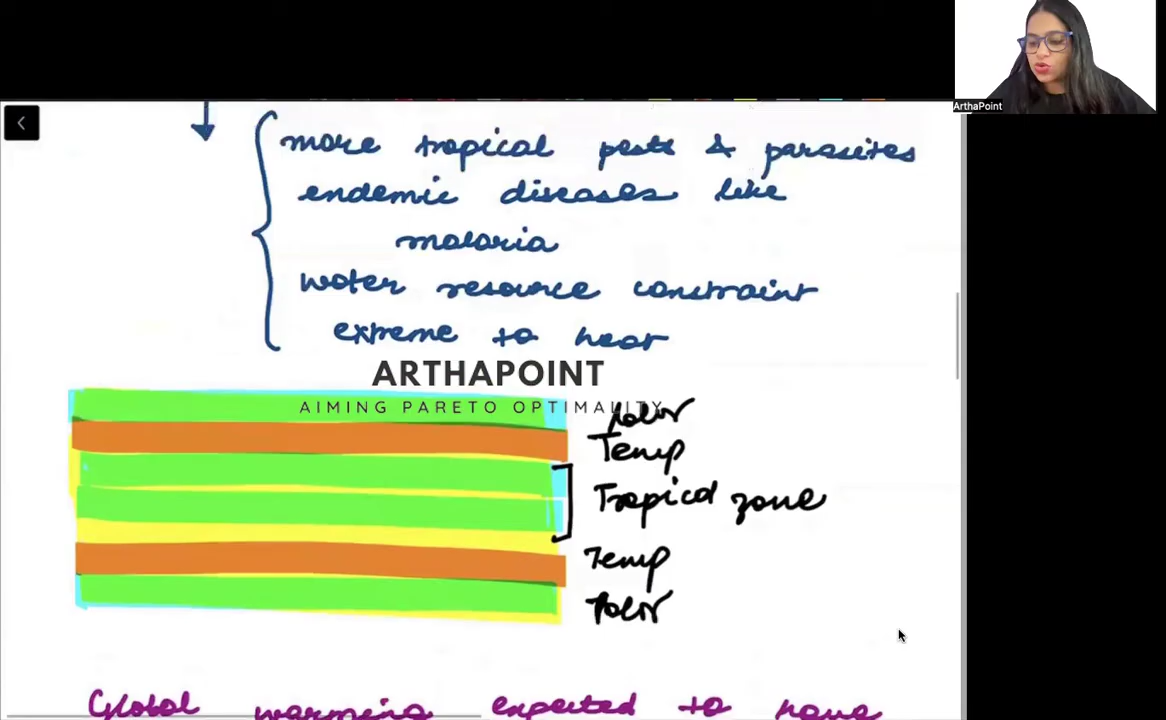 ArthaPoint
more tropical pests & parasites
endemic diseases like
malaria
water resource constraint
extreme to heat
ARTHAPOINT
AIMING PARETO OPTIMALITY
polar
Temp
Tropical zone
Temp
Polar
Global warming expected to have